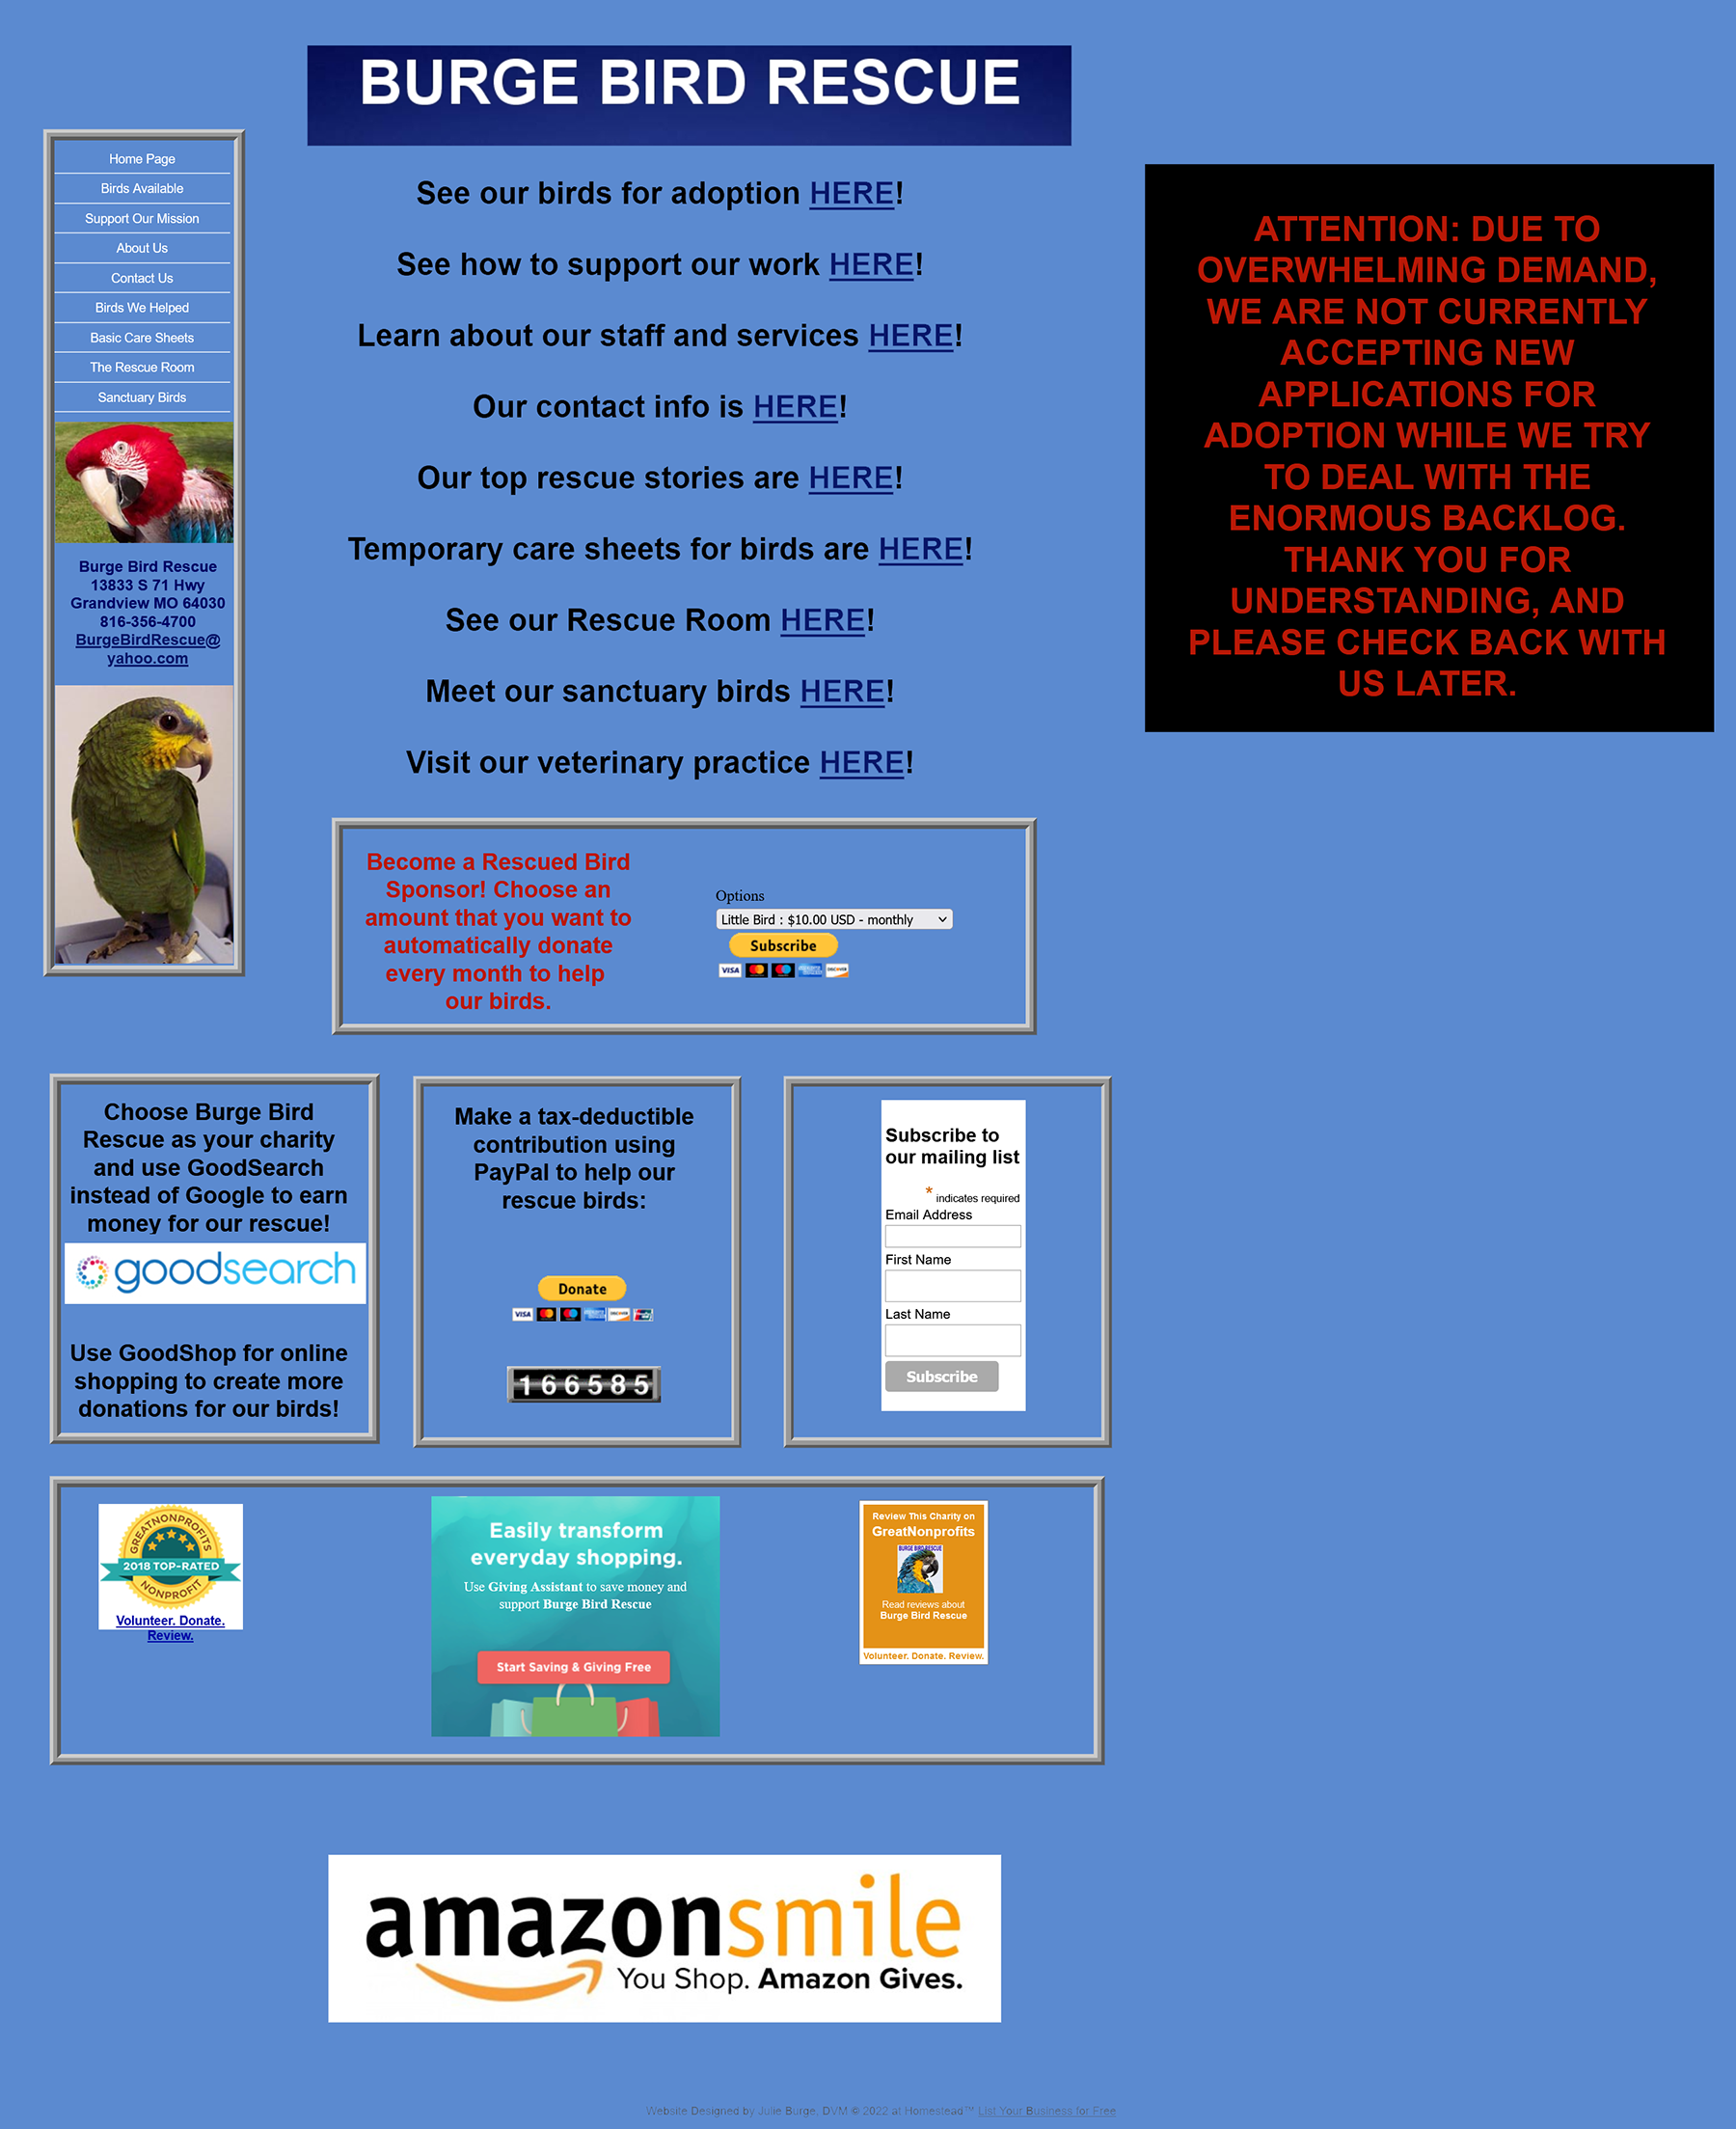 BURGE BIRD RESCUE
Home Page
Birds Available
Support Our Mission
About Us
Contact Us
Birds We Helped
Basic Care Sheets
The Rescue Room
Sanctuary Birds
Burge Bird Rescue
13833 S 71 Hwy
Grandview MO 64030
816-356-4700
BurgeBirdRescue@
yahoo.com
See our birds for adoption HERE!
See how to support our work HERE!
Learn about our staff and services HERE!
Our contact info is HERE!
Our top rescue stories are HERE!
Temporary care sheets for birds are HERE!
See our Rescue Room HERE!
Meet our sanctuary birds HERE!
Visit our veterinary practice HERE!
ATTENTION: DUE TO
OVERWHELMING DEMAND,
WE ARE NOT CURRENTLY
ACCEPTING NEW
APPLICATIONS FOR
ADOPTION WHILE WE TRY
TO DEAL WITH THE
ENORMOUS BACKLOG.
THANK YOU FOR
UNDERSTANDING, AND
PLEASE CHECK BACK WITH
US LATER.
Become a Rescued Bird
Sponsor! Choose an
amount that you want to
automatically donate
every month to help
our birds.
Options
Little Bird : $10.00 USD - monthly
Subscribe
VISA DISCOVER
Choose Burge Bird
Rescue as your charity
and use GoodSearch
instead of Google to earn
money for our rescue!
goodsearch
Use GoodShop for online
shopping to create more
donations for our birds!
Make a tax-deductible
contribution using
PayPal to help our
rescue birds:
Donate
VISA DISCOVER
166585
Subscribe to
our mailing list
* indicates required
Email Address
First Name
Last Name
Subscribe
GREATNONPROFITS
2018 TOP-RATED
NONPROFIT
Volunteer. Donate.
Review.
Easily transform
everyday shopping.
Use Giving Assistant to save money and
support Burge Bird Rescue
Start Saving & Giving Free
Review This Charity on
GreatNonprofits
BURGE BIRD RESCUE
Read reviews about
Burge Bird Rescue
Volunteer. Donate. Review.
amazonsmile
You Shop. Amazon Gives.
Website Designed by Julie Burge, DVM © 2022 at Homestead™ List Your Business for Free